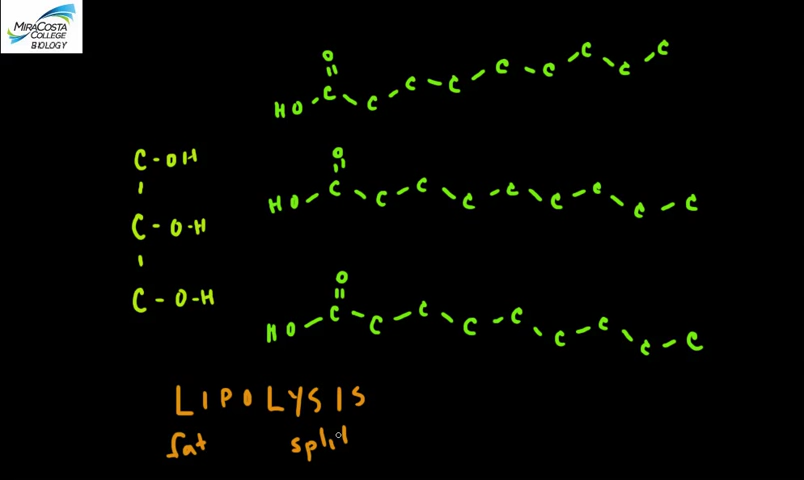 MIRACOSTA
COLLEGE
BIOLOGY
O
HO C C C C C C C C C
C-OH
O
HO C C C C C C C C C
C-O-H
C-O-H
O
HO C C C C C C C C C
LIPOLYSIS
fat split